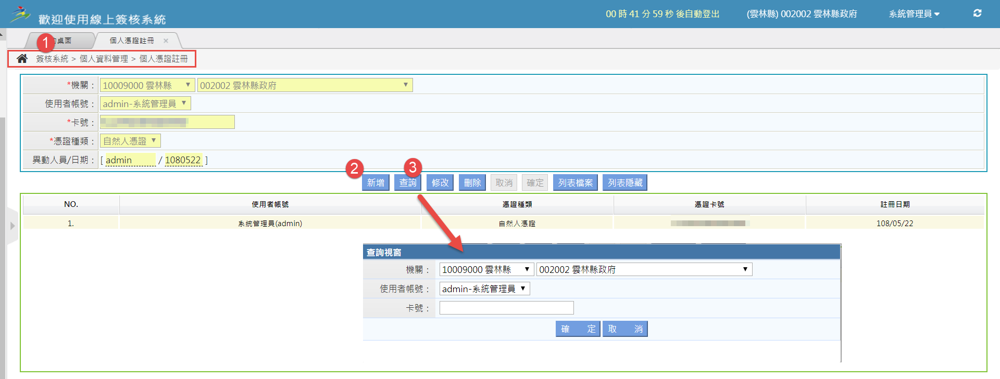 歡迎使用線上簽核系統
00 時 41 分 59 秒 後自動登出
(雲林縣) 002002 雲林縣政府
系統管理員
1
桌面
個人憑證註冊 ×
簽核系統 > 個人資料管理 > 個人憑證註冊
*機關： 10009000 雲林縣 002002 雲林縣政府
使用者帳號： admin-系統管理員
*卡號：
*憑證種類： 自然人憑證
異動人員/日期： [ admin / 1080522 ]
2 3
新增 查詢 修改 刪除 取消 確定 列表檔案 列表隱藏
NO. 使用者帳號 憑證種類 憑證卡號 註冊日期
1. 系統管理員(admin) 自然人憑證 108/05/22
查詢視窗
機關： 10009000 雲林縣 002002 雲林縣政府
使用者帳號： admin-系統管理員
卡號：
確 定 取 消